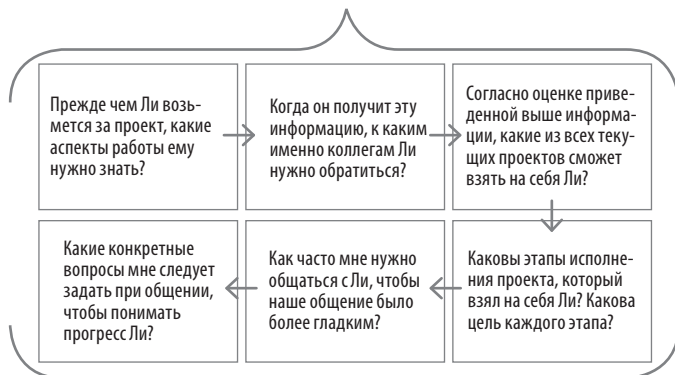 Прежде чем Ли возь-
мется за проект, какие
аспекты работы ему
нужно знать?
Когда он получит эту
информацию, к каким
именно коллегам Ли
нужно обратиться?
Согласно оценке приве-
денной выше информа-
ции, какие из всех теку-
щих проектов сможет
взять на себя Ли?
Каковы этапы исполне-
ния проекта, который
взял на себя Ли? Какова
цель каждого этапа?
Как часто мне нужно
общаться с Ли, чтобы
наше общение было
более гладким?
Какие конкретные
вопросы мне следует
задать при общении,
чтобы понимать
прогресс Ли?